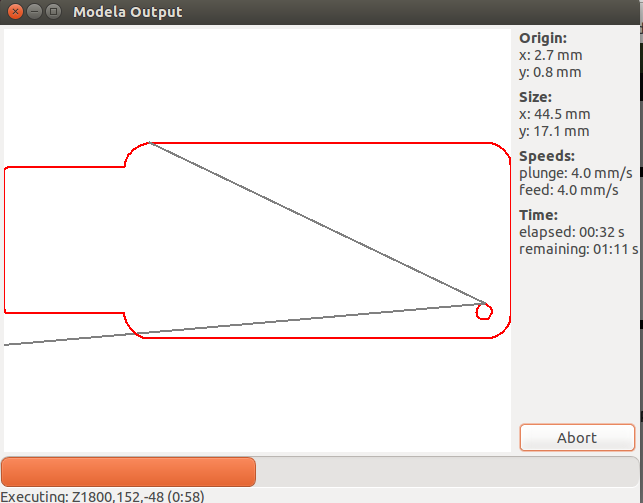 Modela Output
Origin:
x: 2.7 mm
y: 0.8 mm
Size:
x: 44.5 mm
y: 17.1 mm
Speeds:
plunge: 4.0 mm/s
feed: 4.0 mm/s
Time:
elapsed: 00:32 s
remaining: 01:11 s
Abort
Executing: Z1800,152,-48 (0:58)